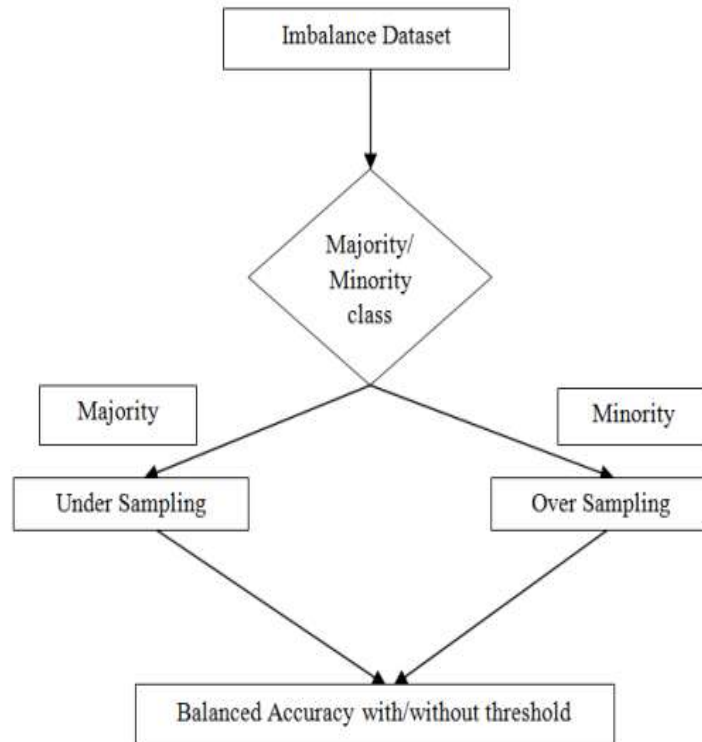 Imbalance Dataset
Majority/
Minority
class
Majority
Minority
Under Sampling
Over Sampling
Balanced Accuracy with/without threshold